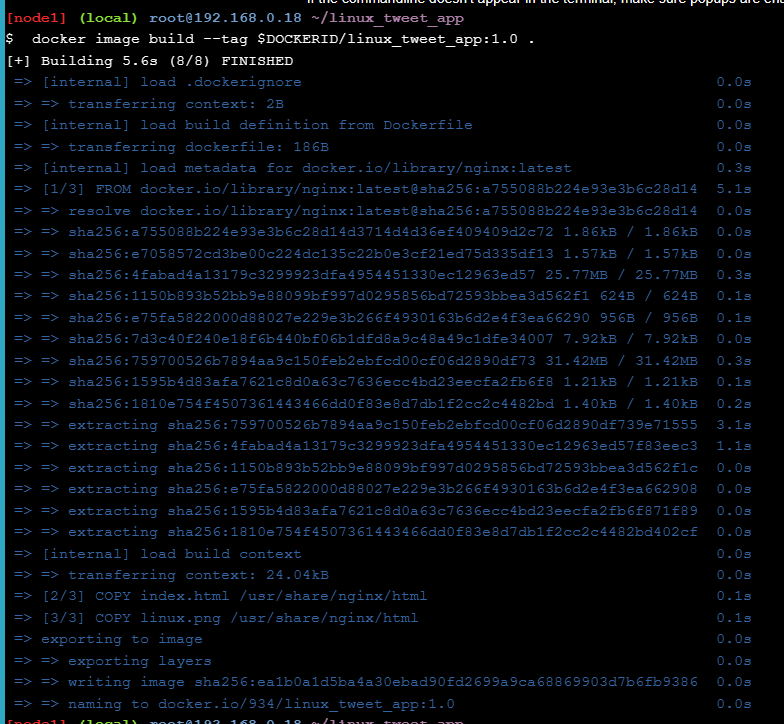 If the commandline doesn't appear in the terminal, make sure popups are en
[node1] (local) root@192.168.0.18 ~/linux_tweet_app
$  docker image build --tag $DOCKERID/linux_tweet_app:1.0 .
[+] Building 5.6s (8/8) FINISHED
=> [internal] load .dockerignore 0.0s
=> => transferring context: 2B 0.0s
=> [internal] load build definition from Dockerfile 0.0s
=> => transferring dockerfile: 186B 0.0s
=> [internal] load metadata for docker.io/library/nginx:latest 0.3s
=> [1/3] FROM docker.io/library/nginx:latest@sha256:a755088b224e93e3b6c28d14 5.1s
=> => resolve docker.io/library/nginx:latest@sha256:a755088b224e93e3b6c28d14 0.0s
=> => sha256:a755088b224e93e3b6c28d14d3714d4d36ef409409d2c72 1.86kB / 1.86kB 0.0s
=> => sha256:e7058572cd3be00c224dc135c22b0e3cf21ed75d335df13 1.57kB / 1.57kB 0.0s
=> => sha256:4fabad4a13179c3299923dfa4954451330ec12963ed57 25.77MB / 25.77MB 0.3s
=> => sha256:1150b893b52bb9e88099bf997d0295856bd72593bbea3d562f1 624B / 624B 0.1s
=> => sha256:e75fa5822000d88027e229e3b266f4930163b6d2e4f3ea66290 956B / 956B 0.1s
=> => sha256:7d3c40f240e18f6b440bf06b1dfd8a9c48a49c1dfe34007 7.92kB / 7.92kB 0.0s
=> => sha256:759700526b7894aa9c150feb2ebfcd00cf06d2890df73 31.42MB / 31.42MB 0.3s
=> => sha256:1595b4d83afa7621c8d0a63c7636ecc4bd23eecfa2fb6f8 1.21kB / 1.21kB 0.1s
=> => sha256:1810e754f4507361443466dd0f83e8d7db1f2cc2c4482bd 1.40kB / 1.40kB 0.2s
=> => extracting sha256:759700526b7894aa9c150feb2ebfcd00cf06d2890df739e71555 3.1s
=> => extracting sha256:4fabad4a13179c3299923dfa4954451330ec12963ed57f83eec3 1.1s
=> => extracting sha256:1150b893b52bb9e88099bf997d0295856bd72593bbea3d562f1c 0.0s
=> => extracting sha256:e75fa5822000d88027e229e3b266f4930163b6d2e4f3ea662908 0.0s
=> => extracting sha256:1595b4d83afa7621c8d0a63c7636ecc4bd23eecfa2fb6f871f89 0.0s
=> => extracting sha256:1810e754f4507361443466dd0f83e8d7db1f2cc2c4482bd402cf 0.0s
=> [internal] load build context 0.0s
=> => transferring context: 24.04kB 0.0s
=> [2/3] COPY index.html /usr/share/nginx/html 0.1s
=> [3/3] COPY linux.png /usr/share/nginx/html 0.1s
=> exporting to image 0.0s
=> => exporting layers 0.0s
=> => writing image sha256:ea1b0a1d5ba4a30ebad90fd2699a9ca68869903d7b6fb9386 0.0s
=> => naming to docker.io/934/linux_tweet_app:1.0 0.0s
[node1] (local) root@192.168.0.18 ~/linux_tweet_app